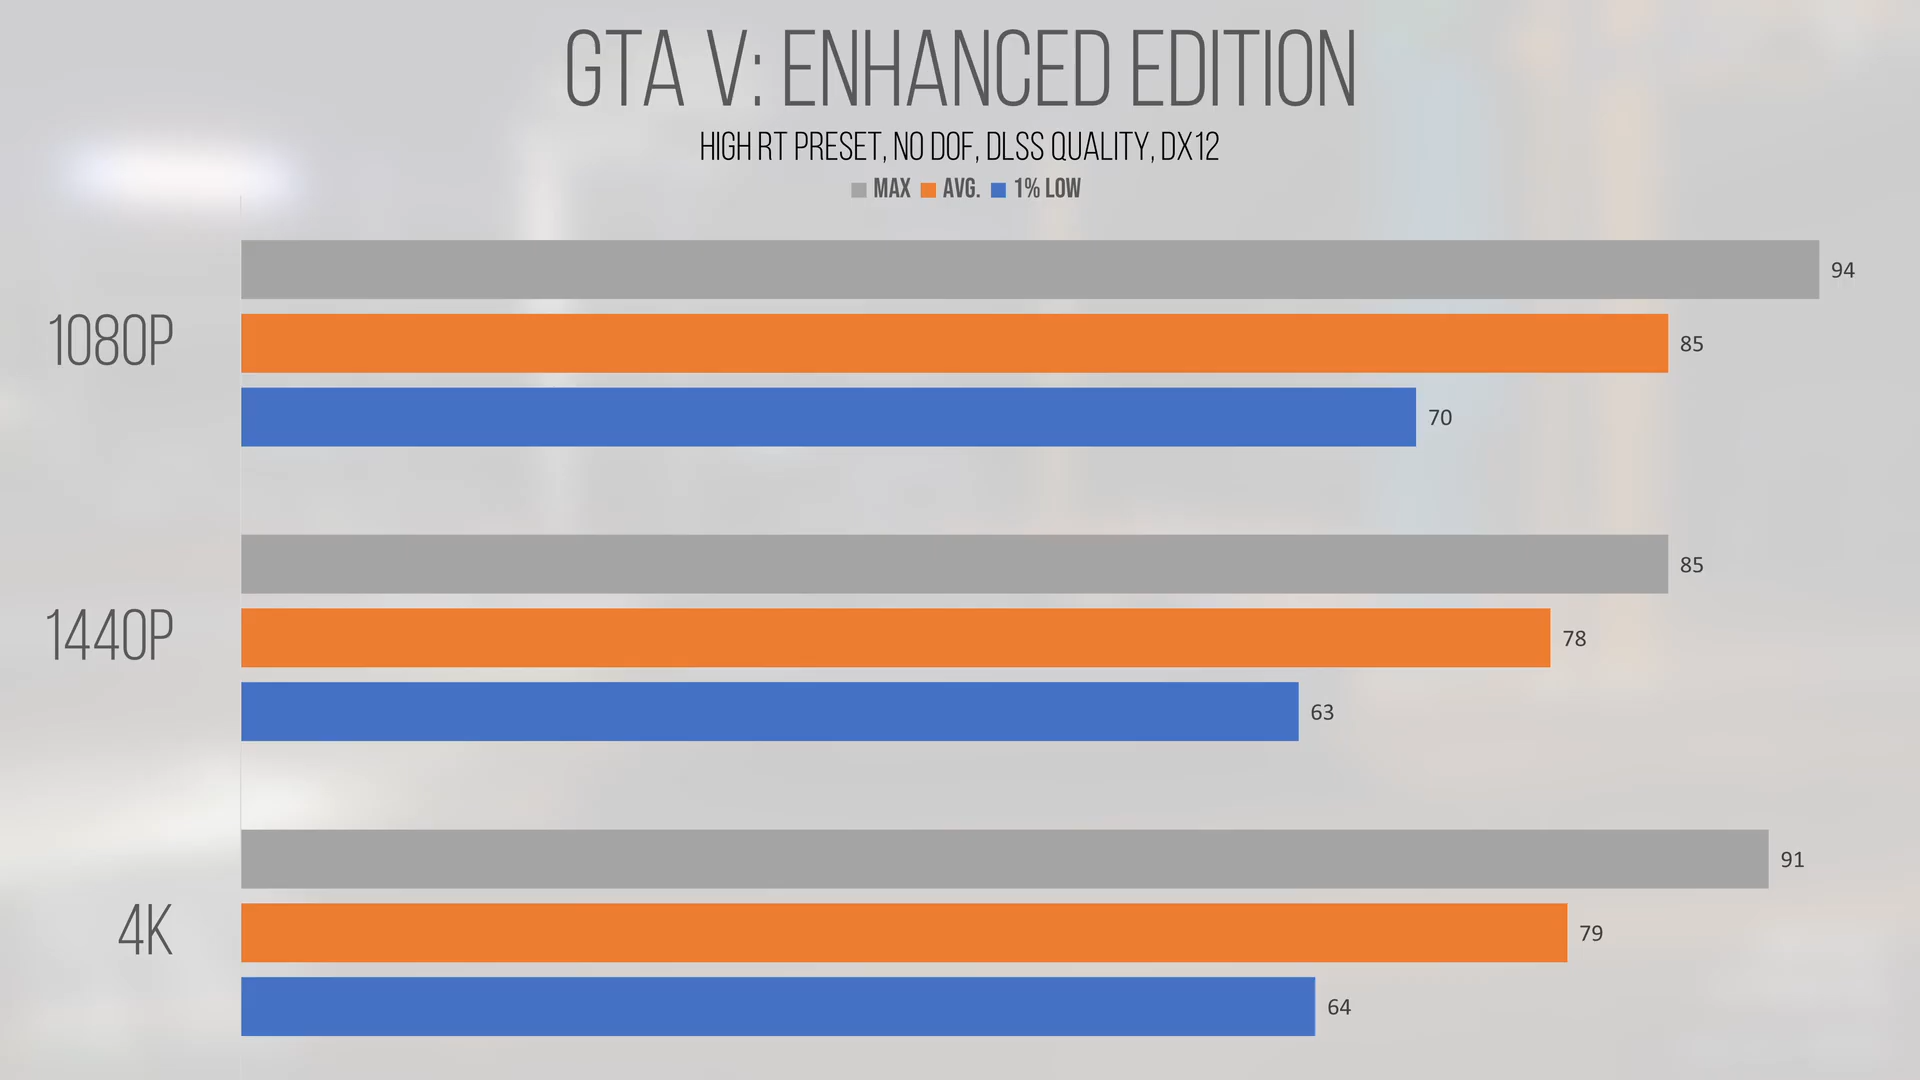 GTA V: ENHANCED EDITION
HIGH RT PRESET, NO DOF, DLSS QUALITY, DX12
MAX AVG. 1% LOW
94
1080P
85
70
85
1440P
78
63
91
4K
79
64